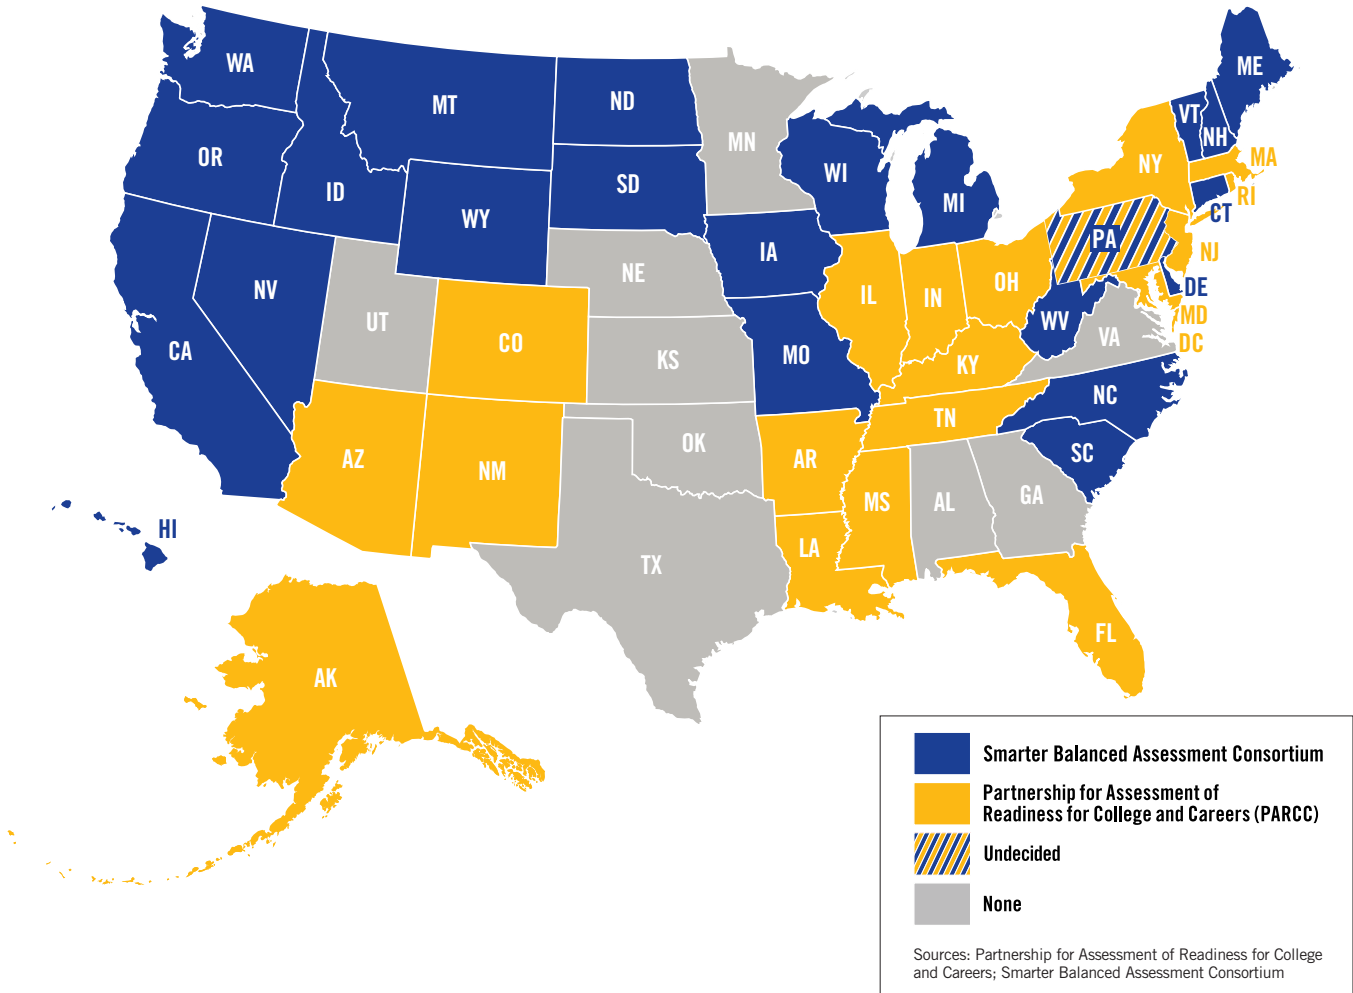 WA
MT
ND
MN
OR
ID
WY
SD
WI
MI
ME
VT
NH
NY
MA
RI
CT
PA
NJ
DE
MD
DC
NV
CA
UT
CO
NE
IA
IL
IN
OH
WV
VA
KS
MO
KY
NC
TN
SC
AZ
NM
OK
AR
MS
AL
GA
LA
TX
FL
HI
AK
Smarter Balanced Assessment Consortium
Partnership for Assessment of
Readiness for College and Careers (PARCC)
Undecided
None
Sources: Partnership for Assessment of Readiness for College
and Careers; Smarter Balanced Assessment Consortium